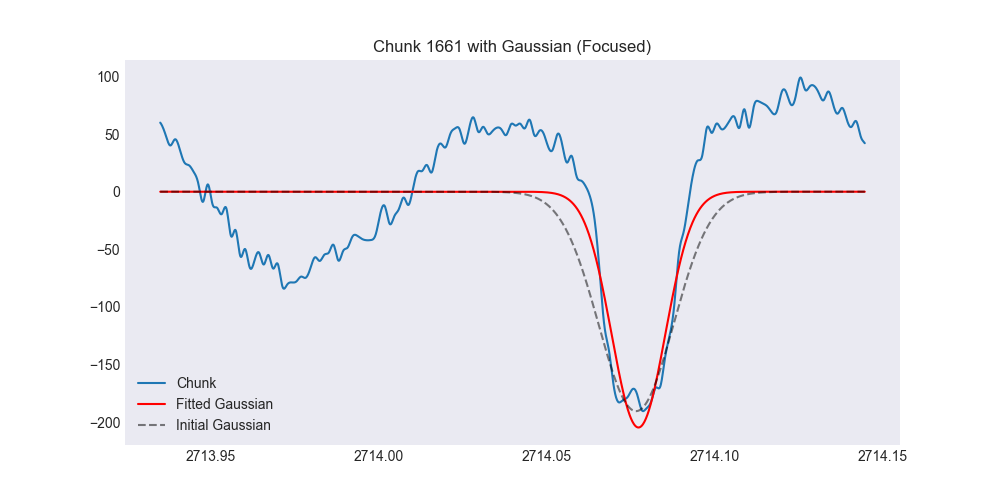 Chunk 1661 with Gaussian (Focused)
100
50
0
−50
−100
−150
−200
Chunk
Fitted Gaussian
Initial Gaussian
2713.95 2714.00 2714.05 2714.10 2714.15